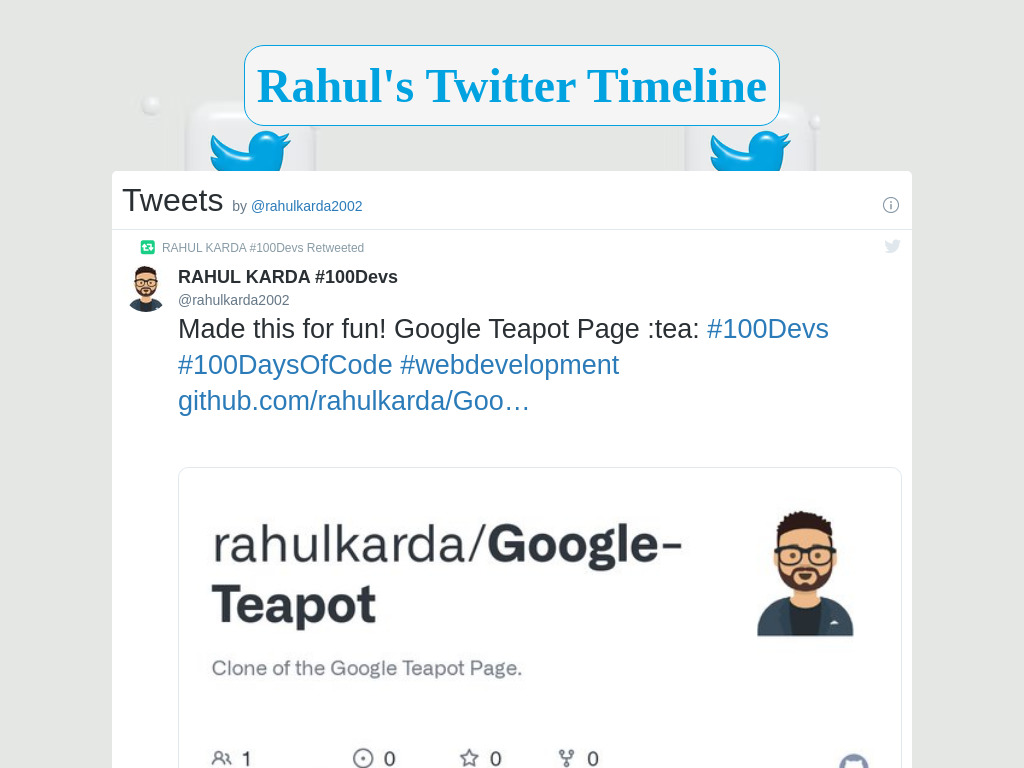 Rahul's Twitter Timeline
Tweets by @rahulkarda2002
RAHUL KARDA #100Devs Retweeted
RAHUL KARDA #100Devs
@rahulkarda2002
Made this for fun! Google Teapot Page :tea: #100Devs
#100DaysOfCode #webdevelopment
github.com/rahulkarda/Goo…
rahulkarda/Google-
Teapot
Clone of the Google Teapot Page.
1 0 0 0